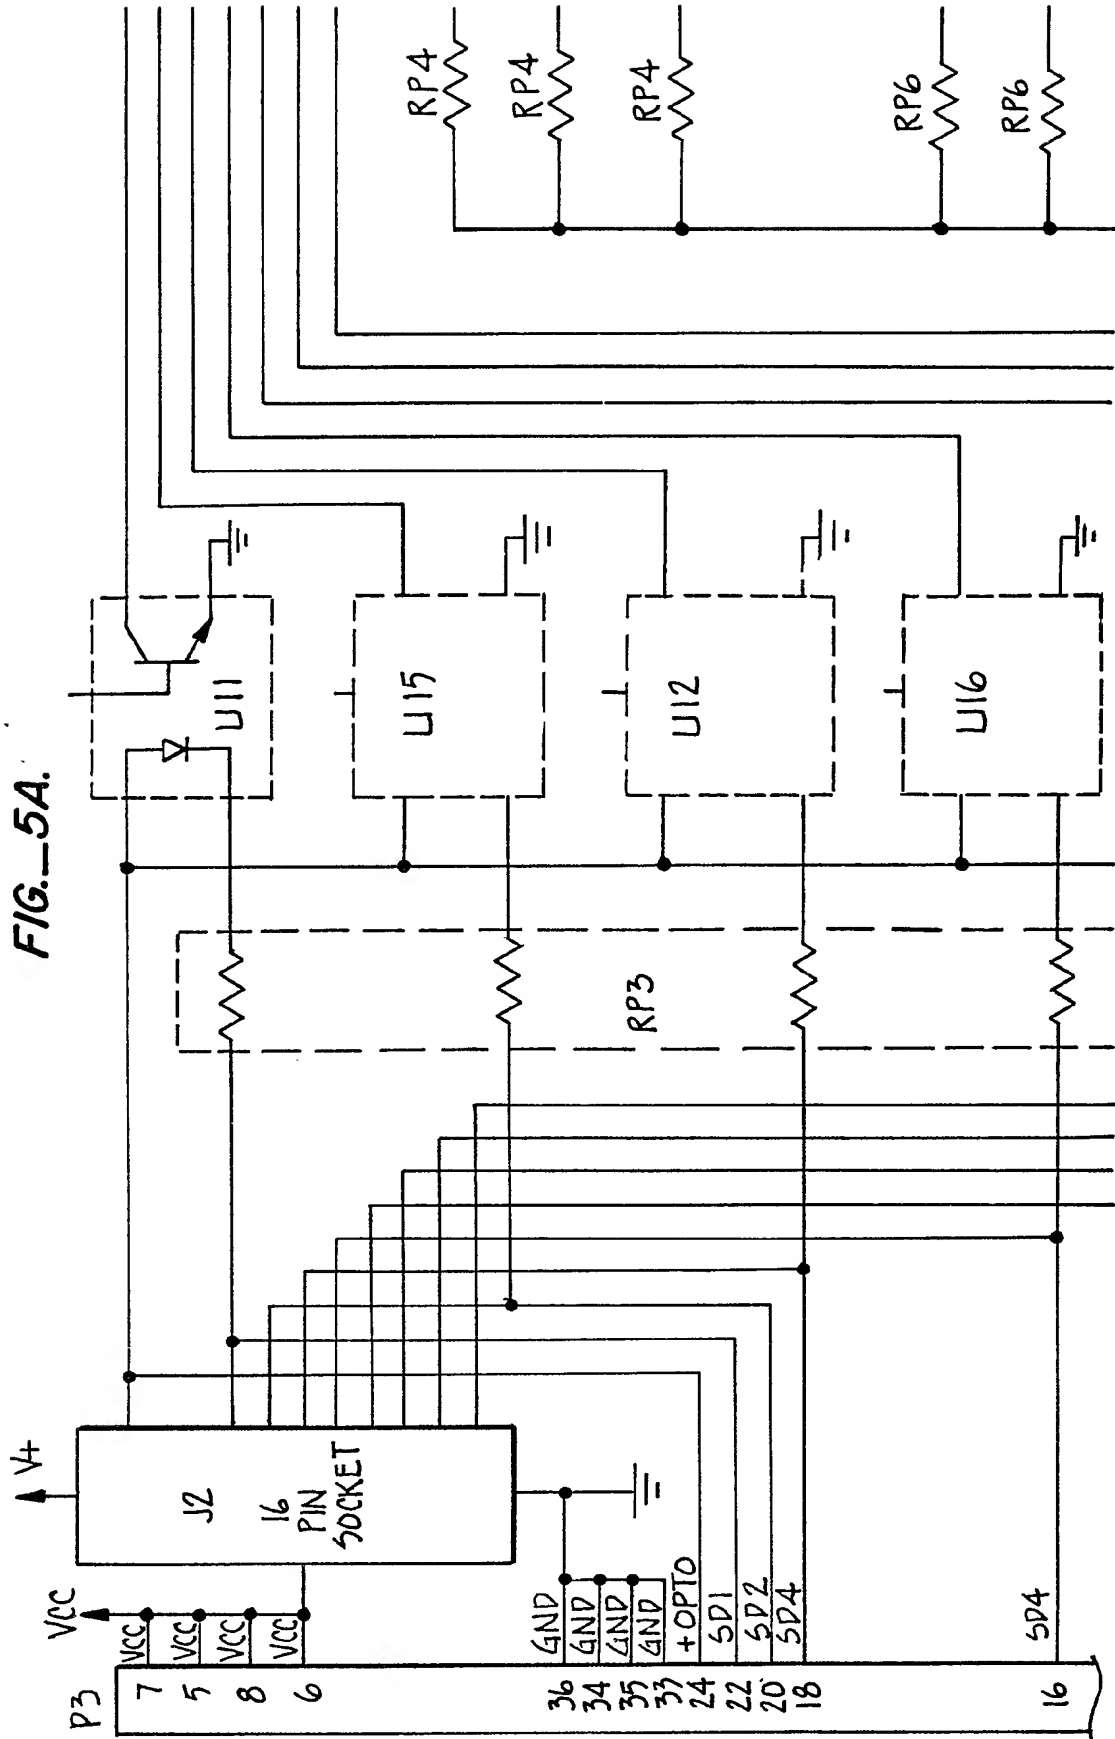 FIG._5A.
P3
VCC
V+
7 VCC
5 VCC
8 VCC
6 VCC
J2
16
PIN
SOCKET
36 GND
34 GND
35 GND
33 GND
24 +OPTO
22 SD1
20 SD2
18 SD4
16 SD4
RP3
U11
U15
U12
U16
RP4
RP4
RP4
RP6
RP6